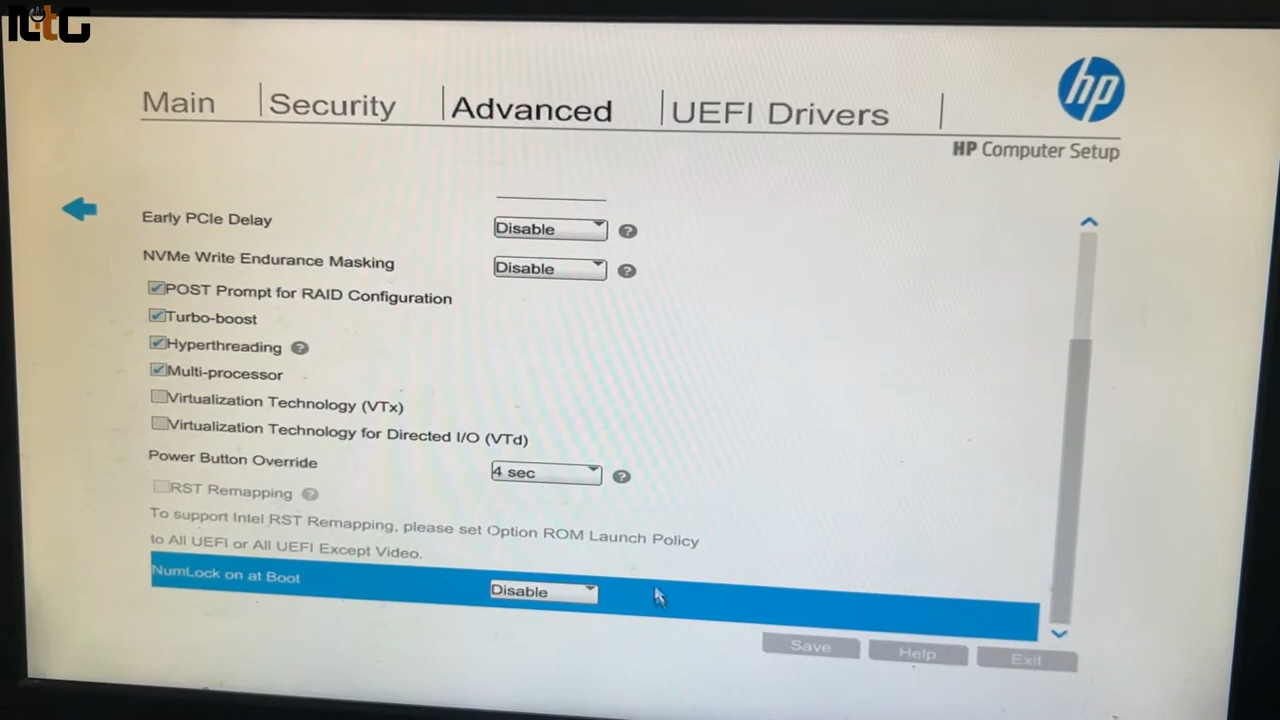 NtG
hp
Main
Security
Advanced
UEFI Drivers
HP Computer Setup
Early PCIe Delay
Disable
?
NVMe Write Endurance Masking
Disable
?
POST Prompt for RAID Configuration
Turbo-boost
Hyperthreading ?
Multi-processor
Virtualization Technology (VTx)
Virtualization Technology for Directed I/O (VTd)
Power Button Override
4 sec
?
RST Remapping ?
To support Intel RST Remapping, please set Option ROM Launch Policy
to All UEFI or All UEFI Except Video.
NumLock on at Boot
Disable
Save
Help
Exit